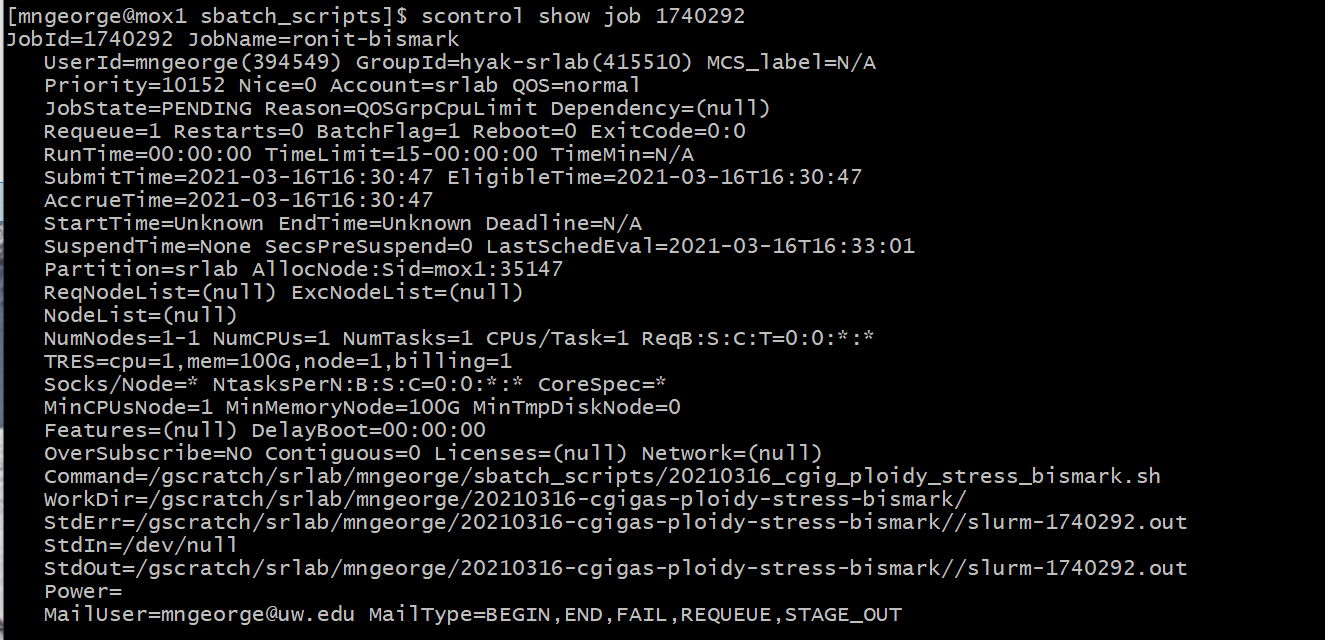 [mngeorge@mox1 sbatch_scripts]$ scontrol show job 1740292
JobId=1740292 JobName=ronit-bismark
UserId=mngeorge(394549) GroupId=hyak-srlab(415510) MCS_label=N/A
Priority=10152 Nice=0 Account=srlab QOS=normal
JobState=PENDING Reason=QOSGrpCpuLimit Dependency=(null)
Requeue=1 Restarts=0 BatchFlag=1 Reboot=0 ExitCode=0:0
RunTime=00:00:00 TimeLimit=15-00:00:00 TimeMin=N/A
SubmitTime=2021-03-16T16:30:47 EligibleTime=2021-03-16T16:30:47
AccrueTime=2021-03-16T16:30:47
StartTime=Unknown EndTime=Unknown Deadline=N/A
SuspendTime=None SecsPreSuspend=0 LastSchedEval=2021-03-16T16:33:01
Partition=srlab AllocNode:Sid=mox1:35147
ReqNodeList=(null) ExcNodeList=(null)
NodeList=(null)
NumNodes=1-1 NumCPUs=1 NumTasks=1 CPUs/Task=1 ReqB:S:C:T=0:0:*:*
TRES=cpu=1,mem=100G,node=1,billing=1
Socks/Node=* NtasksPerN:B:S:C=0:0:*:* CoreSpec=*
MinCPUsNode=1 MinMemoryNode=100G MinTmpDiskNode=0
Features=(null) DelayBoot=00:00:00
OverSubscribe=NO Contiguous=0 Licenses=(null) Network=(null)
Command=/gscratch/srlab/mngeorge/sbatch_scripts/20210316_cgig_ploidy_stress_bismark.sh
WorkDir=/gscratch/srlab/mngeorge/20210316-cgigas-ploidy-stress-bismark/
StdErr=/gscratch/srlab/mngeorge/20210316-cgigas-ploidy-stress-bismark//slurm-1740292.out
StdIn=/dev/null
StdOut=/gscratch/srlab/mngeorge/20210316-cgigas-ploidy-stress-bismark//slurm-1740292.out
Power=
MailUser=mngeorge@uw.edu MailType=BEGIN,END,FAIL,REQUEUE,STAGE_OUT